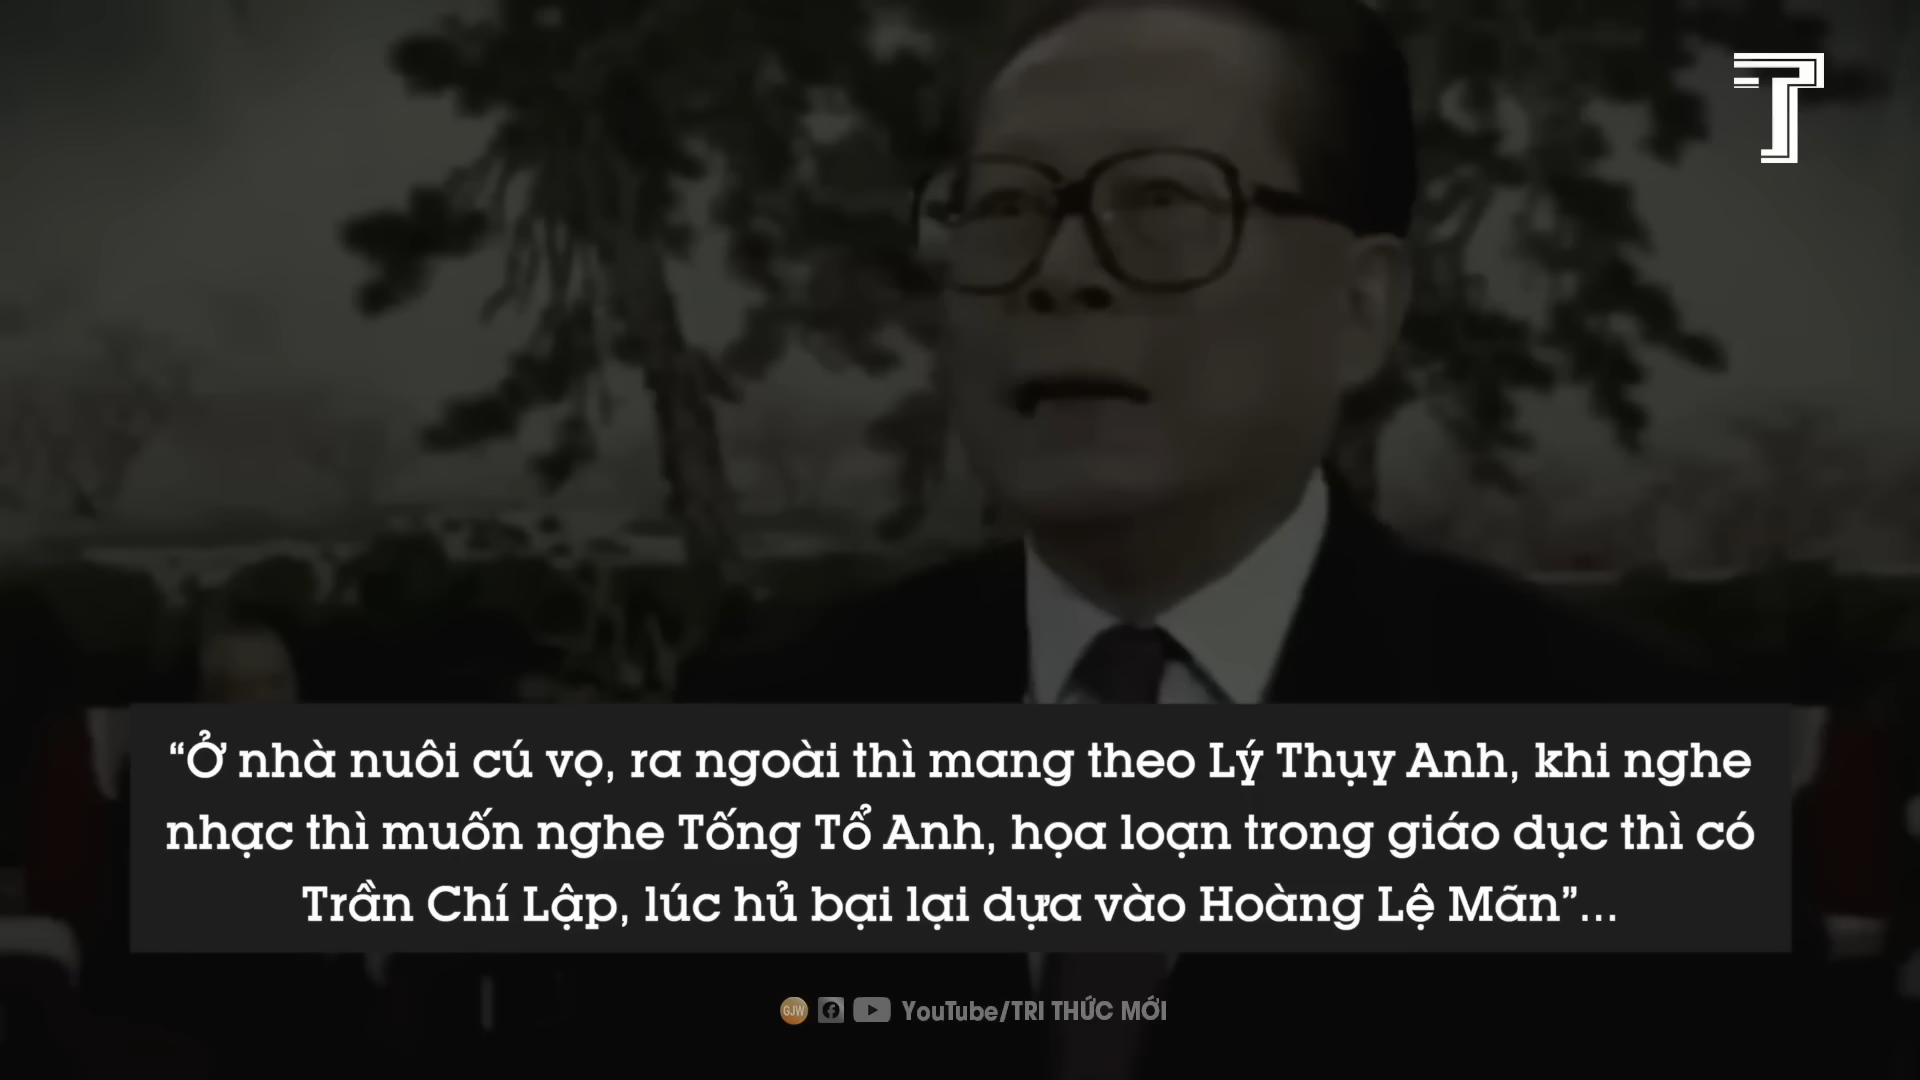 “Ở nhà nuôi cú vọ, ra ngoài thì mang theo Lý Thụy Anh, khi nghe
nhạc thì muốn nghe Tống Tổ Anh, họa loạn trong giáo dục thì có
Trần Chí Lập, lúc hủ bại lại dựa vào Hoàng Lệ Mãn”...
GJW YouTube/TRI THỨC MỚI